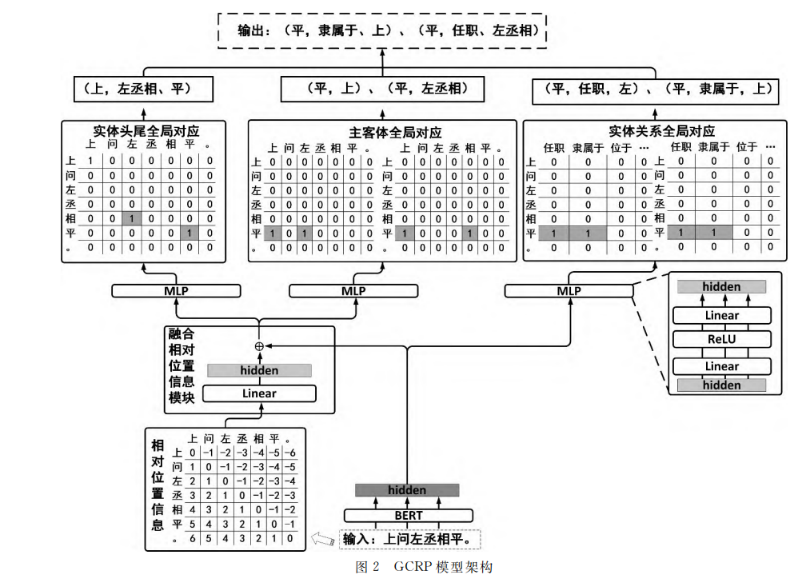 输出：（平，隶属于、上）、（平，任职、左丞相）
（上，左丞相、平）
（平，上）、（平，左丞相）
（平，任职，左）、（平，隶属于，上）
实体头尾全局对应
上 问 左 丞 相 平 。
上 1 0 0 0 0 0 0
问 0 0 0 0 0 0 0
左 0 0 0 0 0 0 0
丞 0 0 0 0 0 0 0
相 0 0 1 0 0 0 0
平 0 0 0 0 0 1 0
。 0 0 0 0 0 0 0
主客体全局对应
上 问 左 丞 相 平 。 上 问 左 丞 相 平 。
上 0 0 0 0 0 0 0 上 0 0 0 0 0 0 0
问 0 0 0 0 0 0 0 问 0 0 0 0 0 0 0
左 0 0 0 0 0 0 0 左 0 0 0 0 0 0 0
丞 0 0 0 0 0 0 0 丞 0 0 0 0 0 0 0
相 0 0 0 0 0 0 0 相 0 0 0 0 0 0 0
平 1 0 1 0 0 0 0 平 1 0 0 0 1 0 0
。 0 0 0 0 0 0 0 。 0 0 0 0 0 0 0
实体关系全局对应
任职 隶属于 位于 … 任职 隶属于 位于 …
上 0 0 0 0 上 0 0 0 0
问 0 0 0 0 问 0 0 0 0
左 0 0 0 0 左 0 0 0 0
丞 0 0 0 0 丞 0 0 0 0
相 0 0 0 0 相 0 0 0 0
平 1 1 0 0 平 1 1 0 0
。 0 0 0 0 。 0 0 0 0
MLP
MLP
MLP
hidden
Linear
ReLU
Linear
hidden
融合
相对
位置
信息
模块
hidden
Linear
相对位置信息
上 问 左 丞 相 平 。
上 0 -1 -2 -3 -4 -5 -6
问 1 0 -1 -2 -3 -4 -5
左 2 1 0 -1 -2 -3 -4
丞 3 2 1 0 -1 -2 -3
相 4 3 2 1 0 -1 -2
平 5 4 3 2 1 0 -1
。 6 5 4 3 2 1 0
hidden
BERT
输入：上问左丞相平。
图 2 GCRP 模型架构